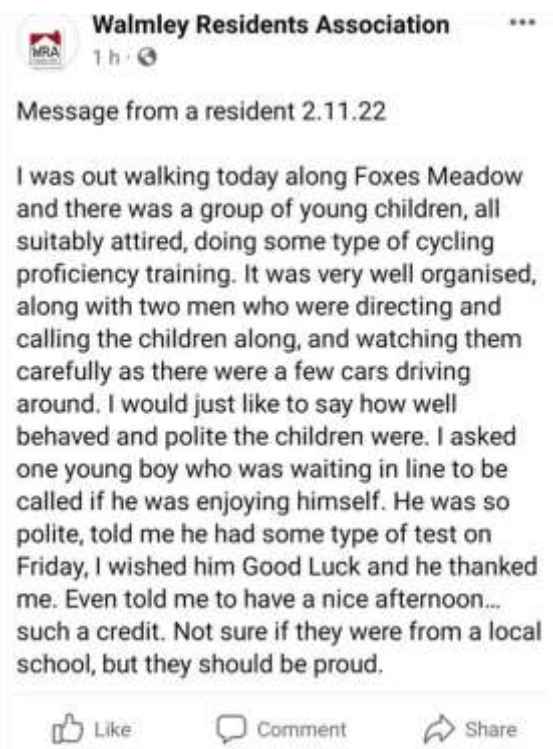 Walmley Residents Association
WRA
1 h ·
Message from a resident 2.11.22
I was out walking today along Foxes Meadow
and there was a group of young children, all
suitably attired, doing some type of cycling
proficiency training. It was very well organised,
along with two men who were directing and
calling the children along, and watching them
carefully as there were a few cars driving
around. I would just like to say how well
behaved and polite the children were. I asked
one young boy who was waiting in line to be
called if he was enjoying himself. He was so
polite, told me he had some type of test on
Friday, I wished him Good Luck and he thanked
me. Even told me to have a nice afternoon...
such a credit. Not sure if they were from a local
school, but they should be proud.
Like Comment Share